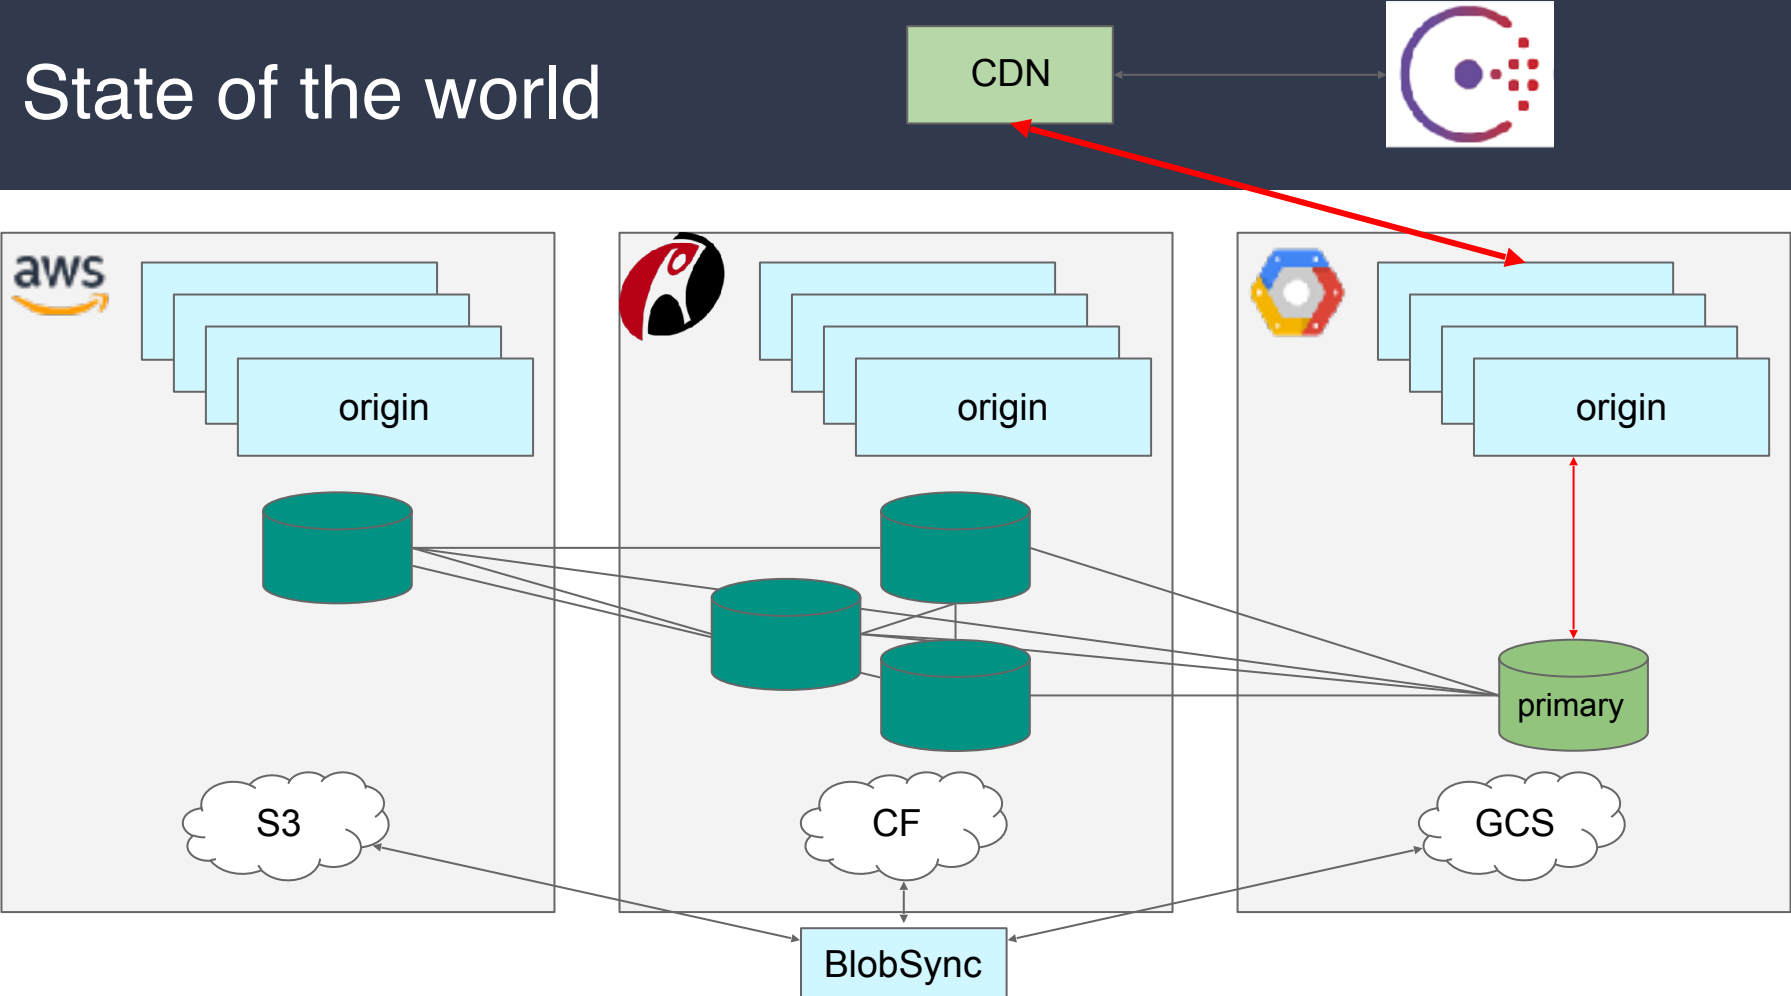 State of the world
CDN
aws
origin
origin
origin
primary
S3
CF
GCS
BlobSync